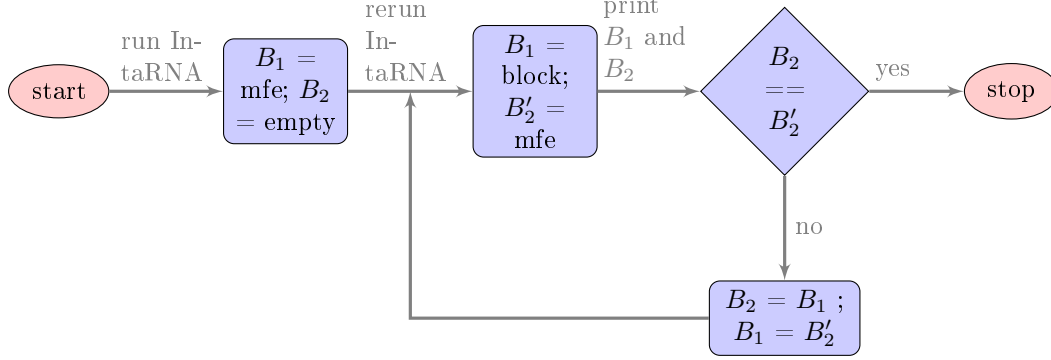 start
run In-
taRNA
B₁ =
mfe; B₂
= empty
rerun
In-
taRNA
B₁ =
block;
B₂′ =
mfe
print
B₁ and
B₂
B₂
==
B₂′
yes
stop
no
B₂ = B₁ ;
B₁ = B₂′